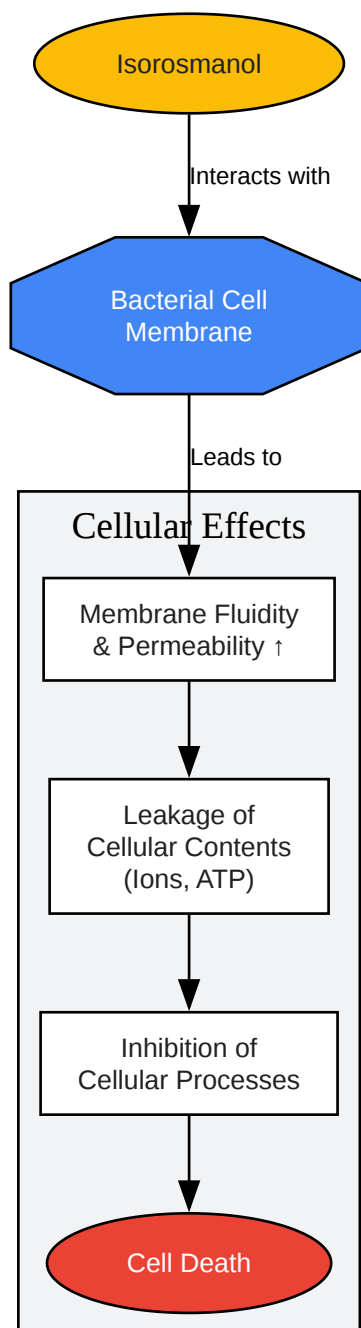 Isorosmanol
Interacts with
Bacterial Cell
Membrane
Leads to
Cellular Effects
Membrane Fluidity
& Permeability ↑
Leakage of
Cellular Contents
(Ions, ATP)
Inhibition of
Cellular Processes
Cell Death